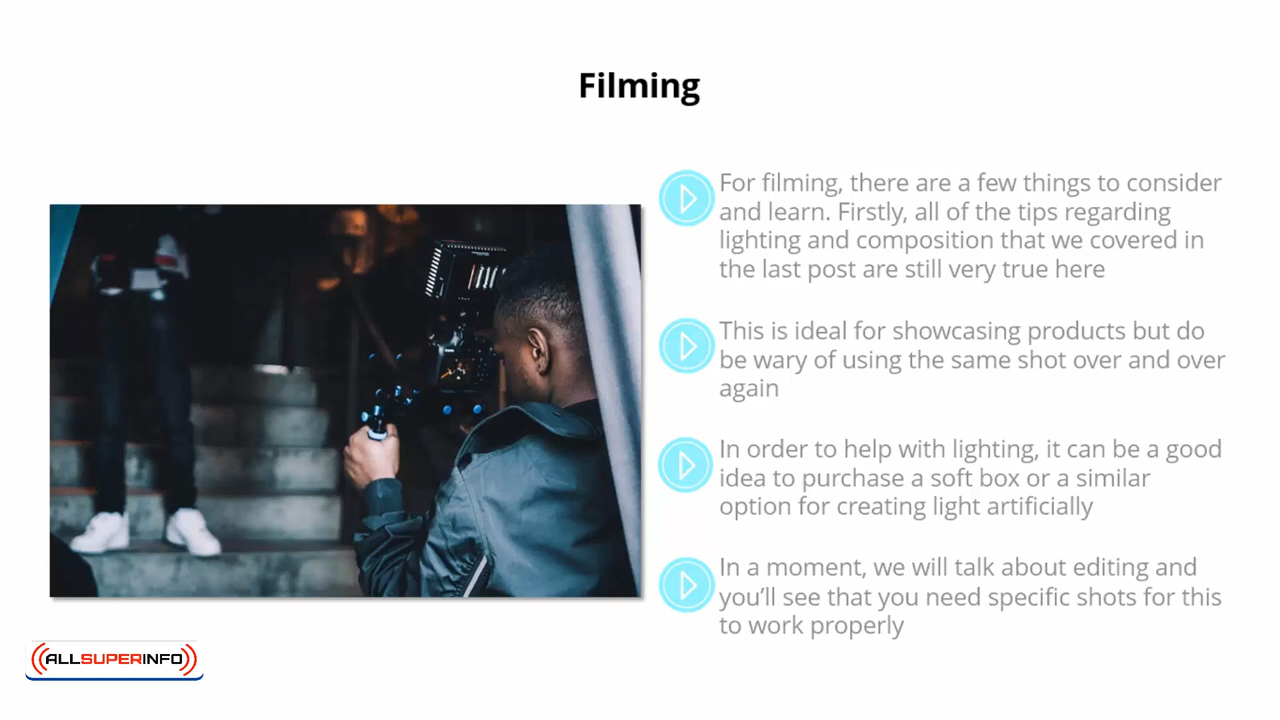 Filming
For filming, there are a few things to consider
and learn. Firstly, all of the tips regarding
lighting and composition that we covered in
the last post are still very true here
This is ideal for showcasing products but do
be wary of using the same shot over and over
again
In order to help with lighting, it can be a good
idea to purchase a soft box or a similar
option for creating light artificially
In a moment, we will talk about editing and
you’ll see that you need specific shots for this
to work properly
ALLSUPERINFO